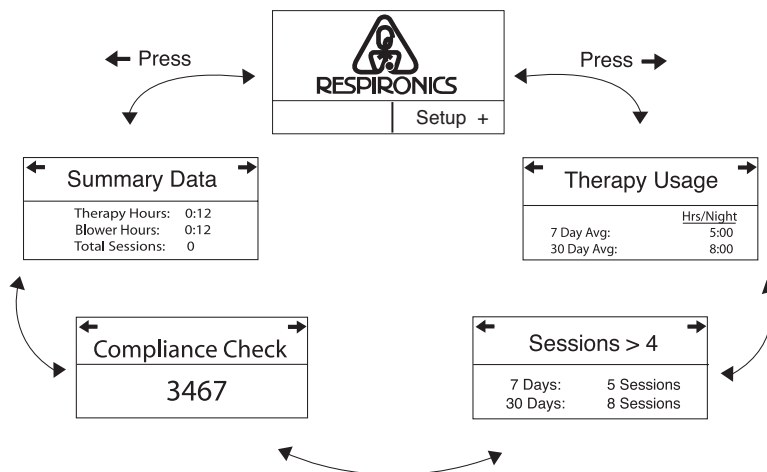 Press
RESPIRONICS
Setup +
Press
Summary Data
Therapy Hours: 0:12
Blower Hours: 0:12
Total Sessions: 0
Therapy Usage
Hrs/Night
7 Day Avg: 5:00
30 Day Avg: 8:00
Compliance Check
3467
Sessions > 4
7 Days: 5 Sessions
30 Days: 8 Sessions